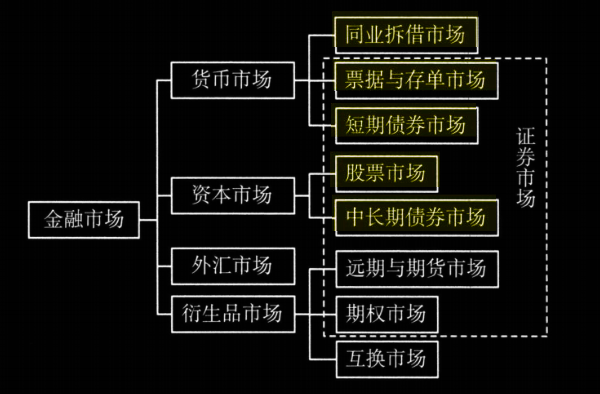 金融市场
货币市场
同业拆借市场
票据与存单市场
短期债券市场
资本市场
股票市场
中长期债券市场
外汇市场
衍生品市场
远期与期货市场
期权市场
互换市场
证券市场